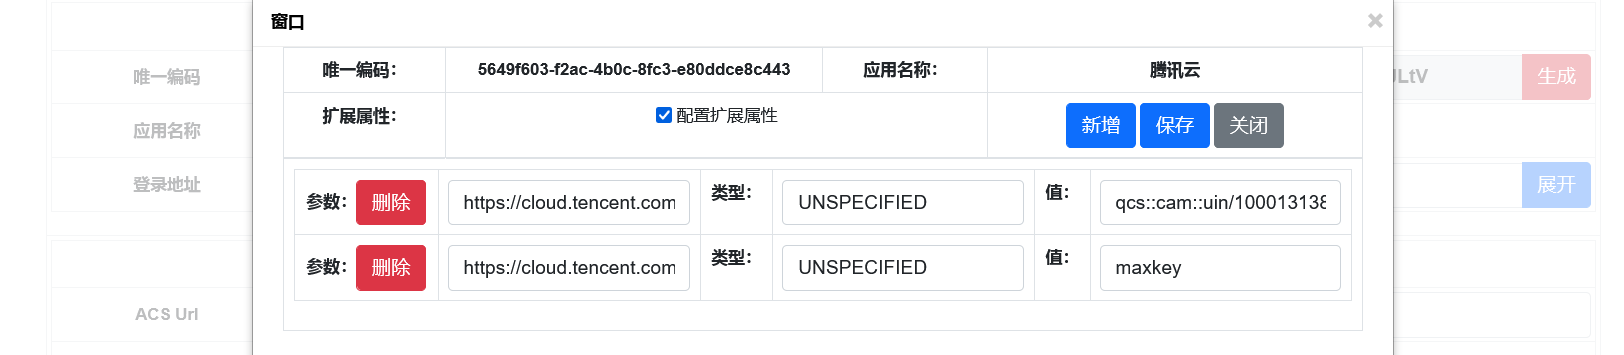 窗口 ×
唯一编码: 5649f603-f2ac-4b0c-8fc3-e80ddce8c443 应用名称: 腾讯云
扩展属性: 配置扩展属性 新增 保存 关闭
参数: 删除 https://cloud.tencent.com 类型: UNSPECIFIED 值: qcs::cam::uin/100013138
参数: 删除 https://cloud.tencent.com 类型: UNSPECIFIED 值: maxkey
唯一编码 JLtV 生成
应用名称
登录地址 展开
ACS Url